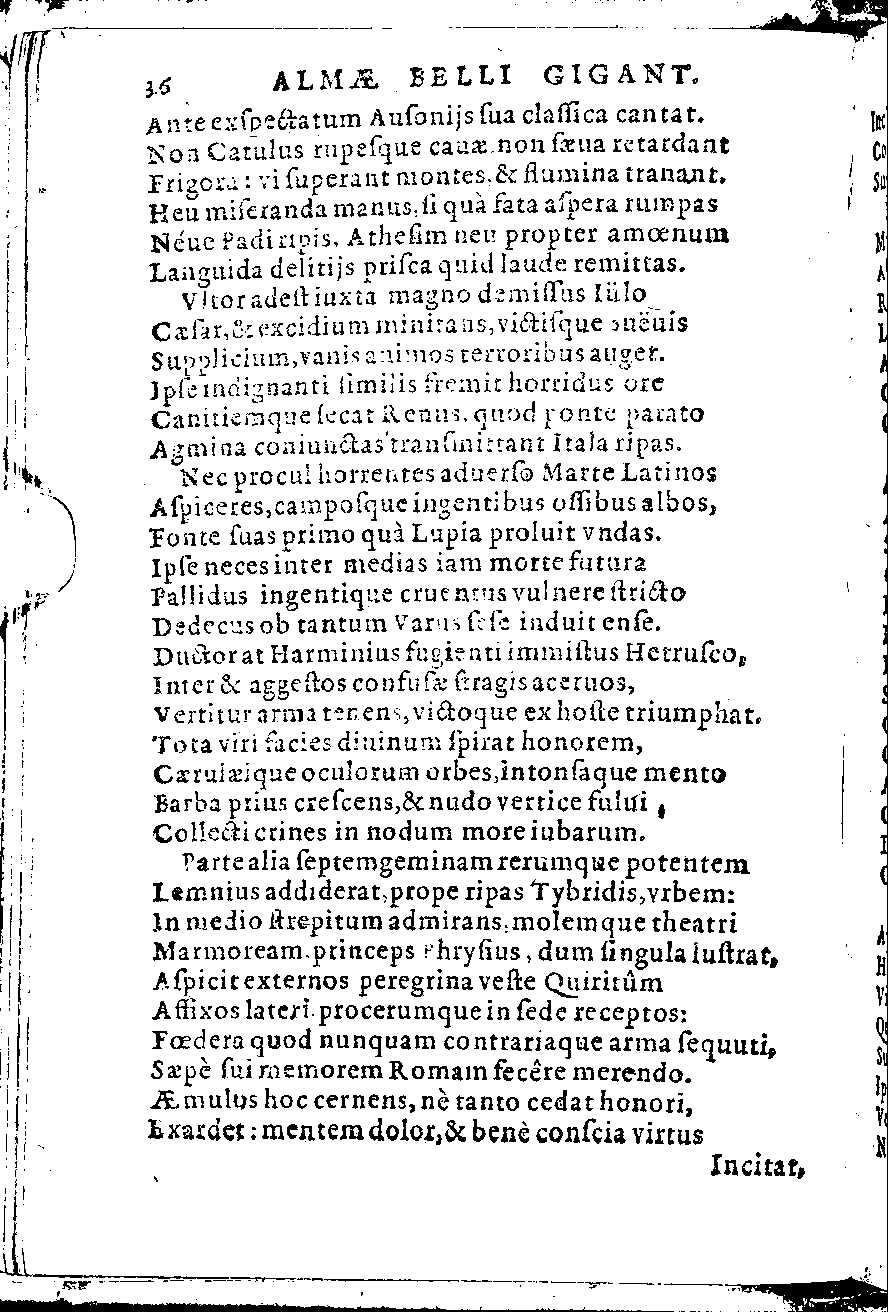 36 ALMÆ BELLI GIGANT.
Ante exſpectatum Auſonijs ſua claſſica cantat.
Non Catulus rupeſque cauæ, non ſæua retardant
Frigora: vi ſuperant montes, & flumina tranant.
Heu miſeranda manus, ſi quà fata aſpera rumpas
Néue Padi ripis, Atheſim neu propter amœnum
Languida delitijs priſca quid laude remittas.
Vltor adeſt iuxta magno demiſſus Iülo
Cæſar, & excidium minitans, victiſque
Supplicium, vanis animos terroribus auget.
Ipſe indignanti ſimilis fremit horridus ore
Canitiemque ſecat Renus, quod ponte parato
Agmina coniunctas tranſmittant Itala ripas.
Nec procul horrentes aduerſo Marte Latinos
Aſpiceres, campoſque ingentibus oſſibus albos,
Fonte ſuas primo quà Lupia proluit vndas.
Ipſe neces inter medias iam morte futura
Pallidus ingentique cruentus vulnere ſtricto
Dedecus ob tantum Varus ſeſe induit enſe.
Ductor at Harminius fugienti immiſtus Hetruſco,
Inter & aggeſtos confuſæ ſtragis aceruos,
Vertitur arma tenens, victoque ex hoſte triumphat.
Tota viri facies diuinum ſpirat honorem,
Cæruleique oculorum orbes, intonſaque mento
Barba prius creſcens, & nudo vertice fului,
Collecti crines in nodum more iubarum.
Parte alia ſeptemgeminam rerumque potentem
Lemnius addiderat, prope ripas Tybridis, vrbem:
In medio ſtrepitum admirans, molemque theatri
Marmoream, princeps Phryſius, dum ſingula luſtrat,
Aſpicit externos peregrina veſte Quiritûm
Affixos lateri, procerumque in ſede receptos:
Fœdera quod nunquam contrariaque arma ſequuti,
Sæpè ſui memorem Romam fecêre merendo.
Æmulus hoc cernens, nè tanto cedat honori,
Exardet: mentem dolor, & benè conſcia virtus
Incitat,